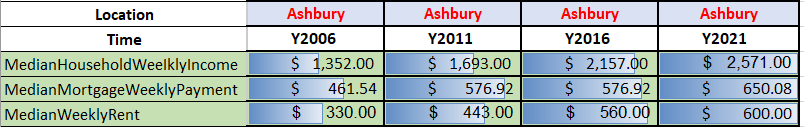 Location Ashbury Ashbury Ashbury Ashbury
Time Y2006 Y2011 Y2016 Y2021
MedianHouseholdWeelklyIncome $ 1,352.00 $ 1,693.00 $ 2,157.00 $ 2,571.00
MedianMortgageWeeklyPayment $ 461.54 $ 576.92 $ 576.92 $ 650.08
MedianWeeklyRent $ 330.00 $ 443.00 $ 560.00 $ 600.00